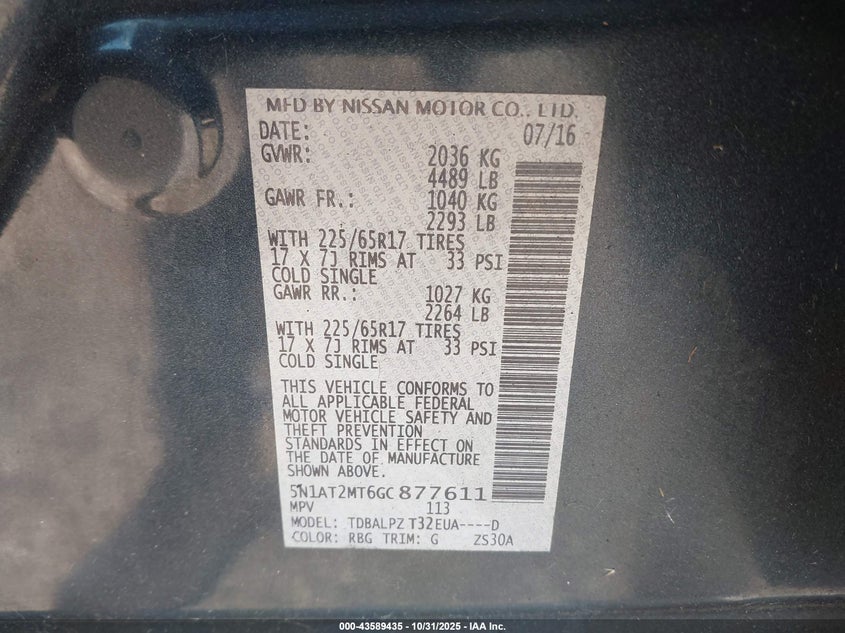 MFD BY NISSAN MOTOR CO., LTD.
DATE: 07/16
GVWR: 2036 KG
4489 LB
GAWR FR.: 1040 KG
2293 LB
WITH 225/65R17 TIRES
17 X 7J RIMS AT 33 PSI
COLD SINGLE
GAWR RR.: 1027 KG
2264 LB
WITH 225/65R17 TIRES
17 X 7J RIMS AT 33 PSI
COLD SINGLE
THIS VEHICLE CONFORMS TO
ALL APPLICABLE FEDERAL
MOTOR VEHICLE SAFETY AND
THEFT PREVENTION
STANDARDS IN EFFECT ON
THE DATE OF MANUFACTURE
SHOWN ABOVE.
5N1AT2MT6GC877611
MPV 113
MODEL: TDBALPZ T32EUA----D
COLOR: RBG TRIM: G ZS30A
000-43589435 - 10/31/2025 - IAA Inc.